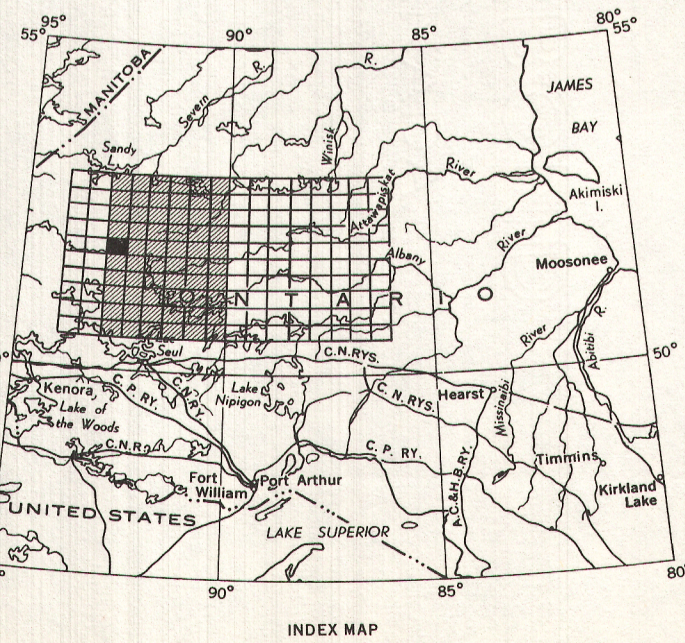 95°
90°
85°
80°
55°
55°
MANITOBA
Severn
R.
R.
JAMES
BAY
Sandy
L.
Winisk
Attawapiskat
River
Akimiski
I.
River
Albany
Moosonee
O N T A R I O
Abitibi R.
River
Seul
C.N.RYS.
50°
Kenora
C. P. RY.
C.N.RY.
Lake
Nipigon
C. N. RYS.
Hearst
Missinaibi
Lake of
the Woods
C.N.R.
C. P. RY.
A.C.&H.B.RY.
Timmins
Fort
William
Port Arthur
Kirkland
Lake
UNITED STATES
LAKE SUPERIOR
90°
85°
80°
INDEX MAP